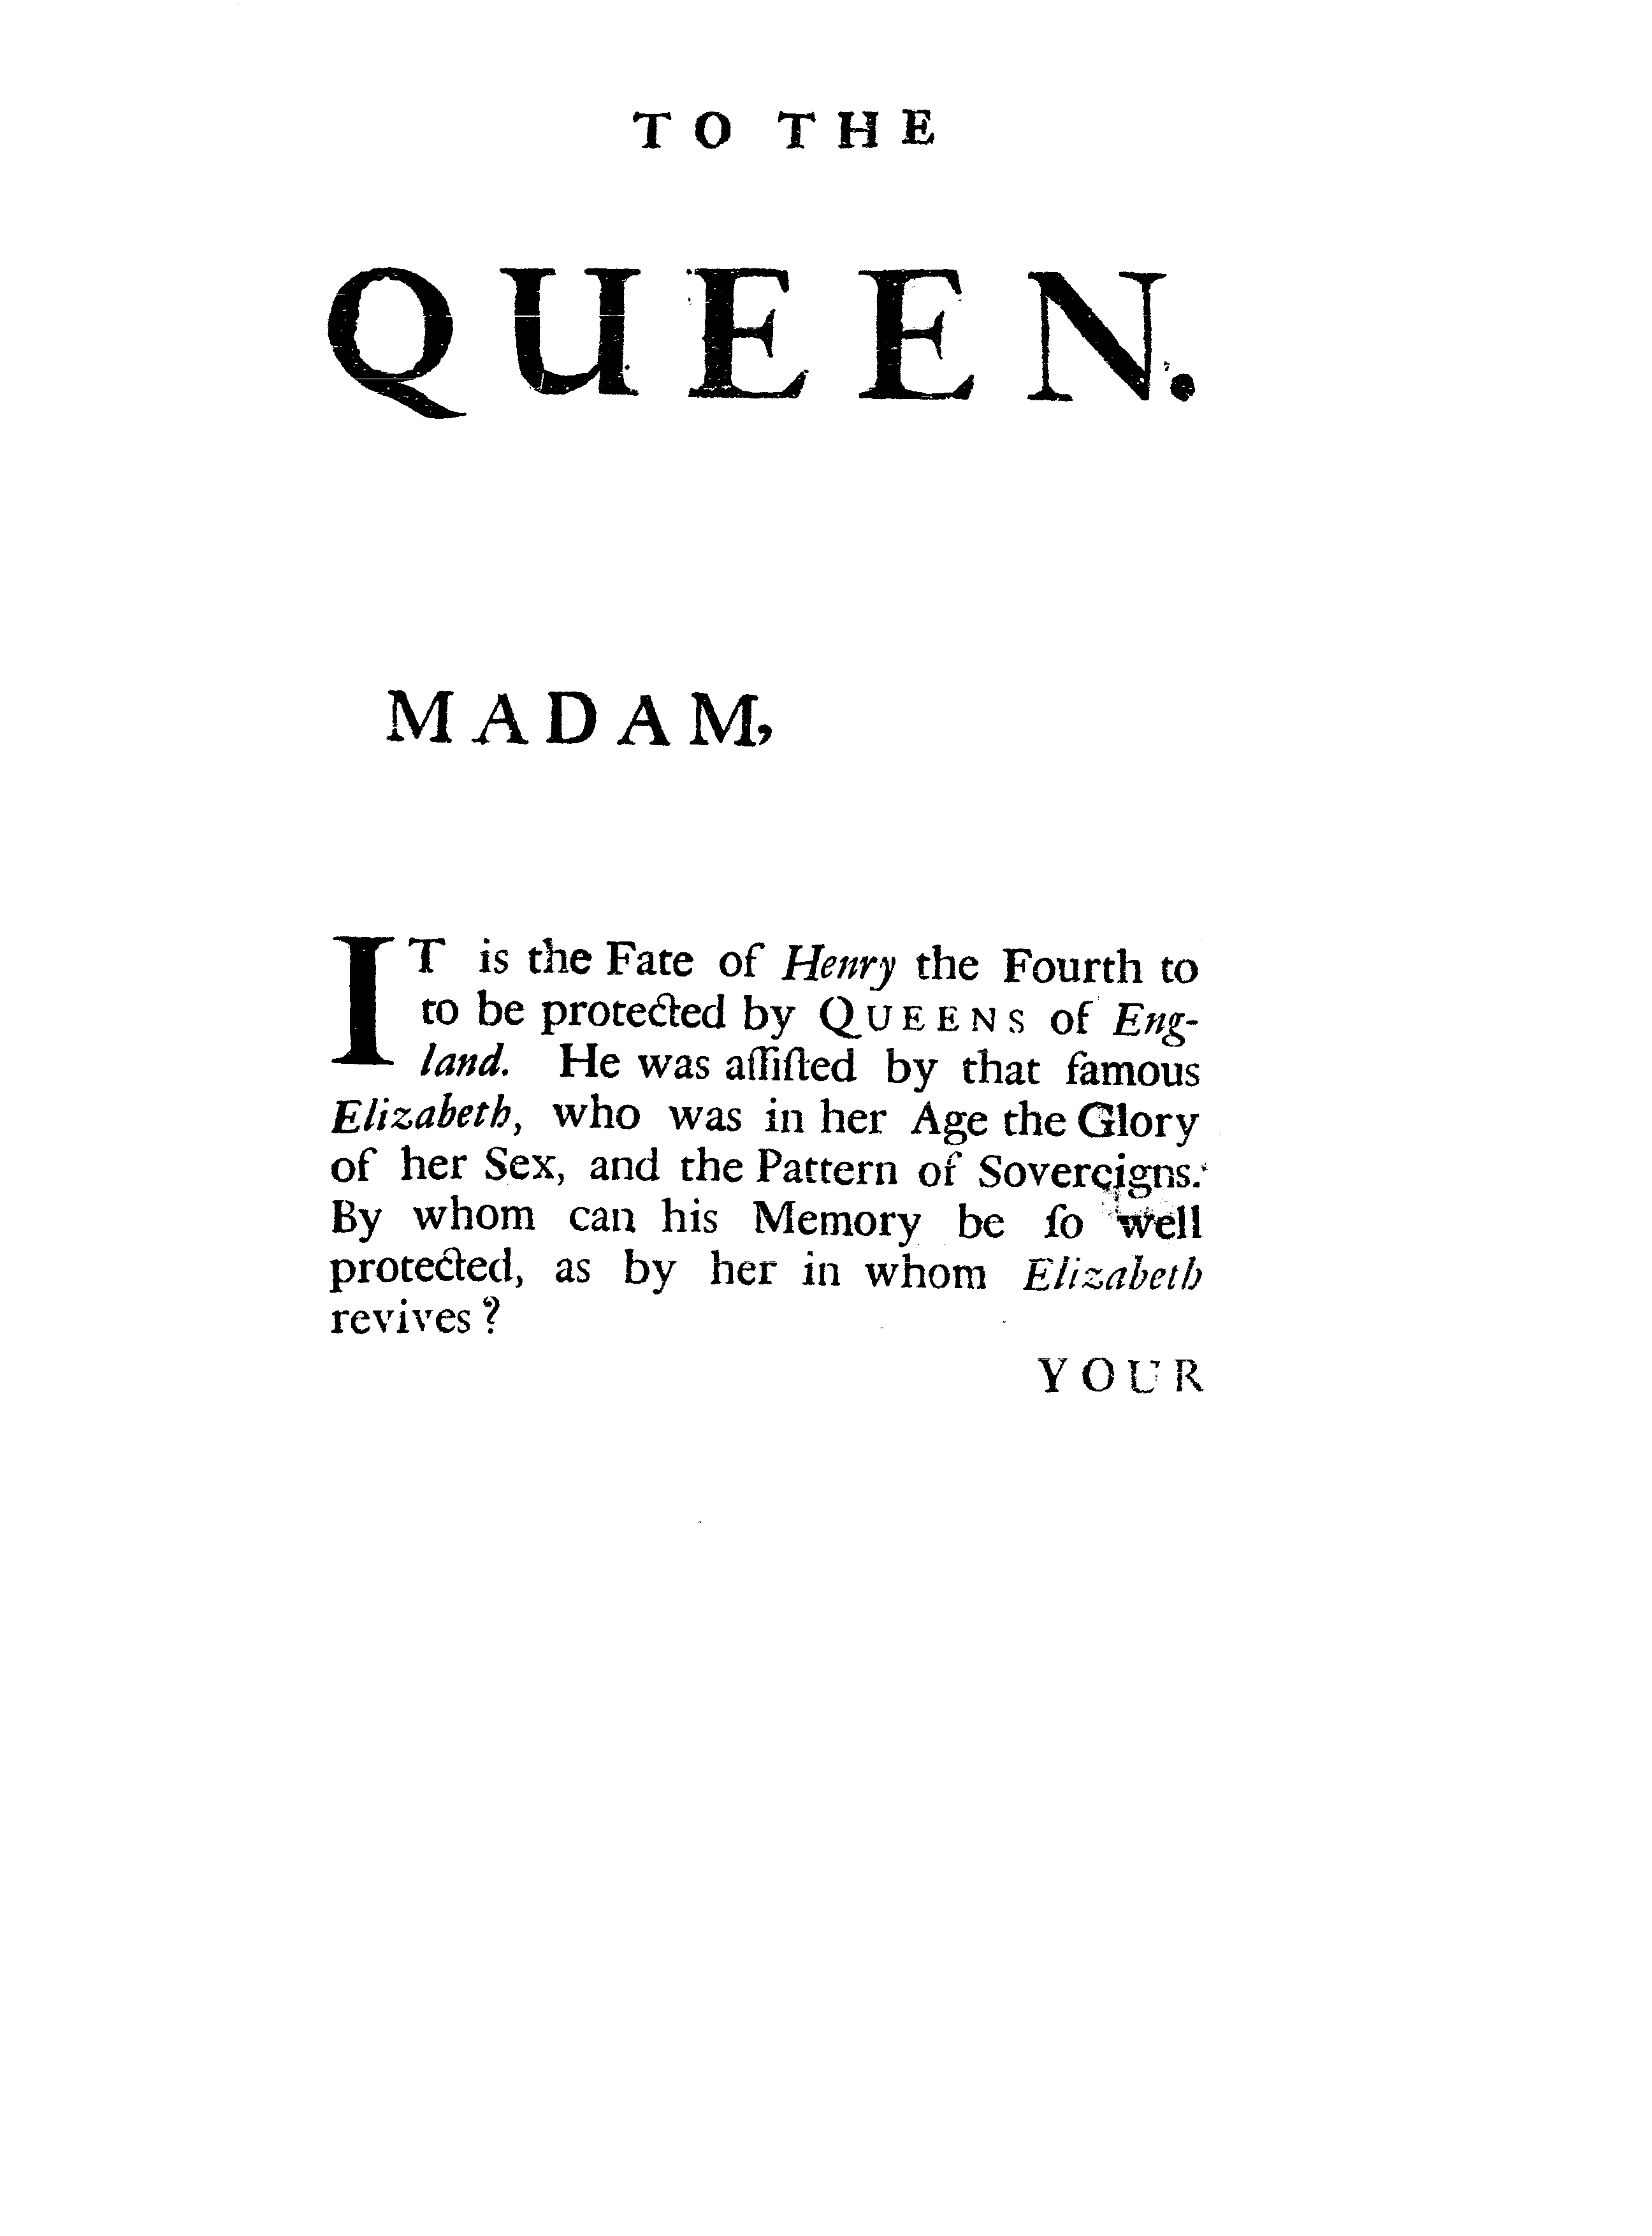 TO THE
QUEEN.
MADAM,
IT is the Fate of Henry the Fourth to
to be protected by QUEENS of Eng-
land. He was aſſiſted by that famous
Elizabeth, who was in her Age the Glory
of her Sex, and the Pattern of Sovereigns.
By whom can his Memory be ſo well
protected, as by her in whom Elizabeth
revives?
YOUR